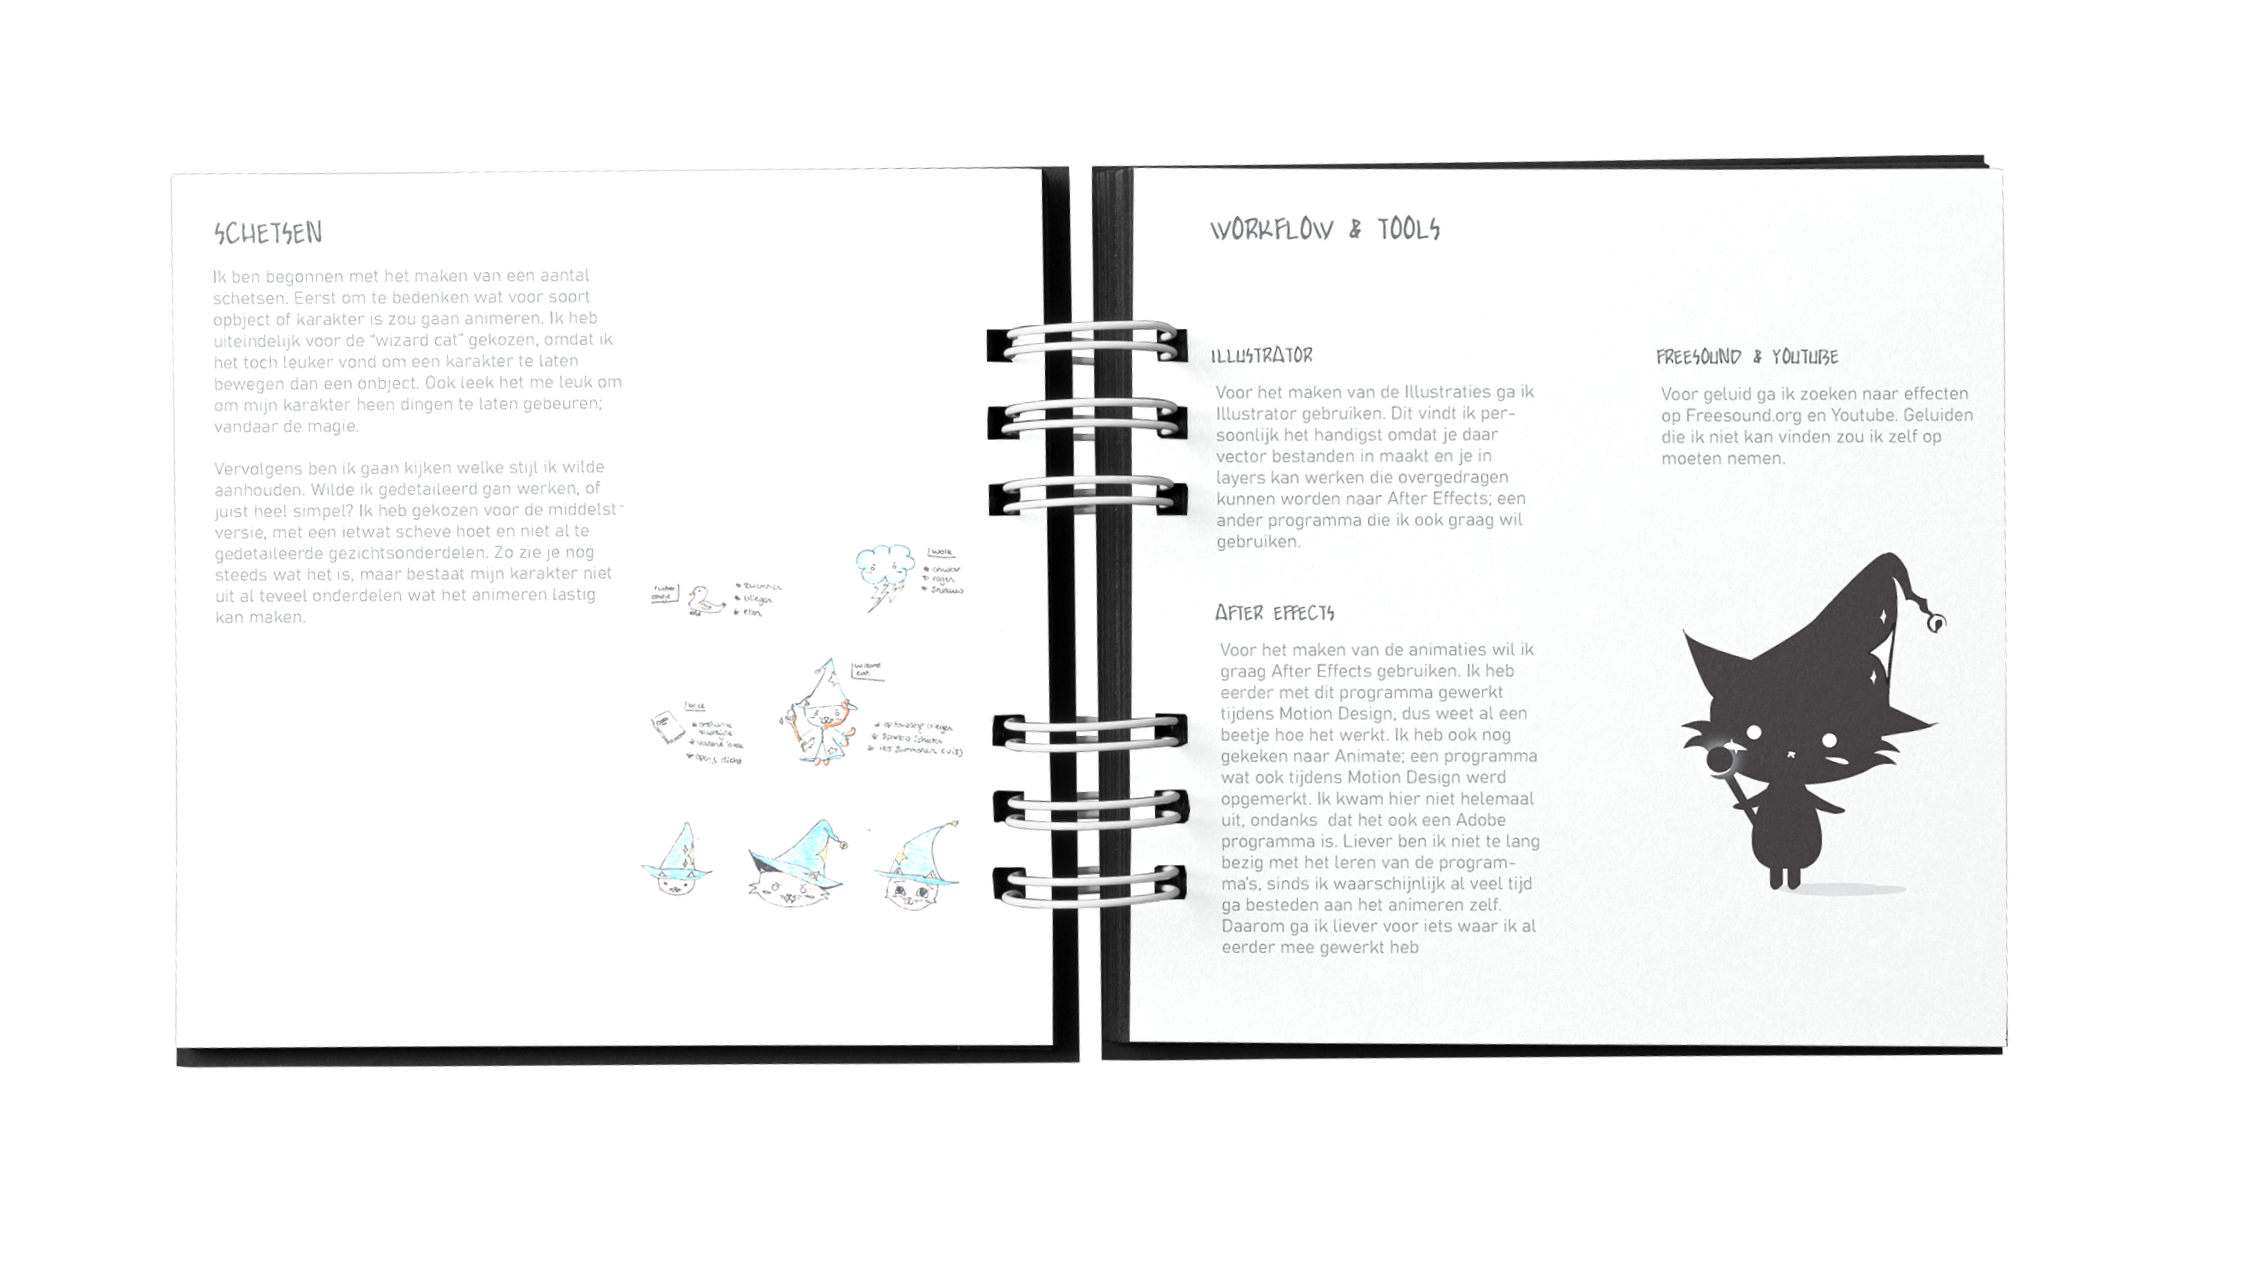 SCHETSEN
Ik ben begonnen met het maken van een aantal
schetsen. Eerst om te bedenken wat voor soort
opbject of karakter is zou gaan animeren. Ik heb
uiteindelijk voor de "wizard cat" gekozen, omdat ik
het toch leuker vond om een karakter te laten
bewegen dan een onbject. Ook leek het me leuk om
om mijn karakter heen dingen te laten gebeuren;
vandaar de magie.
Vervolgens ben ik gaan kijken welke stijl ik wilde
aanhouden. Wilde ik gedetaileerd gan werken, of
juist heel simpel? Ik heb gekozen voor de middelst-
versie, met een ietwat scheve hoet en niet al te
gedetaileerde gezichtsonderdelen. Zo zie je nog
steeds wat het is, maar bestaat mijn karakter niet
uit al teveel onderdelen wat het animeren lastig
kan maken.
zwemmen
vliegen
eten
wolk
regen
wizard
cat
WORKFLOW & TOOLS
ILLUSTRATOR
Voor het maken van de Illustraties ga ik
Illustrator gebruiken. Dit vindt ik per-
soonlijk het handigst omdat je daar
vector bestanden in maakt en je in
layers kan werken die overgedragen
kunnen worden naar After Effects; een
ander programma die ik ook graag wil
gebruiken.
AFTER EFFECTS
Voor het maken van de animaties wil ik
graag After Effects gebruiken. Ik heb
eerder met dit programma gewerkt
tijdens Motion Design, dus weet al een
beetje hoe het werkt. Ik heb ook nog
gekeken naar Animate; een programma
wat ook tijdens Motion Design werd
opgemerkt. Ik kwam hier niet helemaal
uit, ondanks dat het ook een Adobe
programma is. Liever ben ik niet te lang
bezig met het leren van de program-
ma's, sinds ik waarschijnlijk al veel tijd
ga besteden aan het animeren zelf.
Daarom ga ik liever voor iets waar ik al
eerder mee gewerkt heb
FREESOUND & YOUTUBE
Voor geluid ga ik zoeken naar effecten
op Freesound.org en Youtube. Geluiden
die ik niet kan vinden zou ik zelf op
moeten nemen.